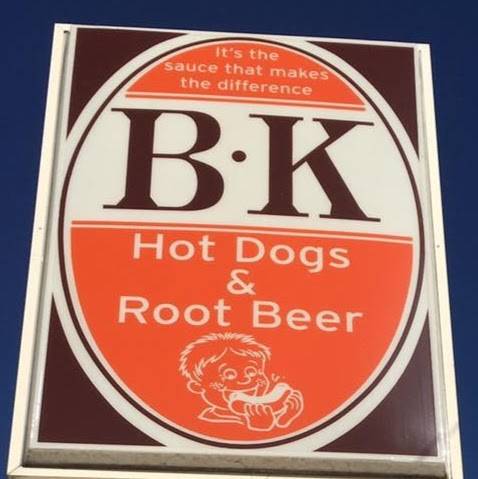 It's the
sauce that makes
the difference
B·K
Hot Dogs
&
Root Beer